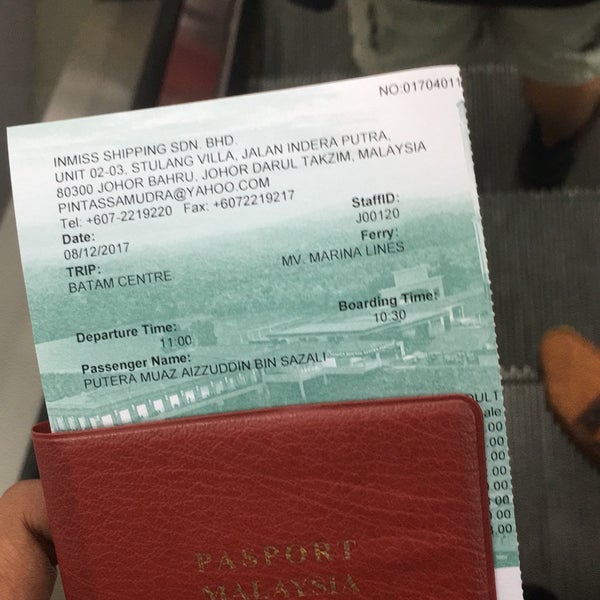 NO:01704011
INMISS SHIPPING SDN. BHD.
UNIT 02-03, STULANG VILLA, JALAN INDERA PUTRA,
80300 JOHOR BAHRU, JOHOR DARUL TAKZIM, MALAYSIA
PINTASSAMUDRA@YAHOO.COM
Tel: +607-2219220 Fax: +6072219217
StaffID:
J00120
Date:
08/12/2017
Ferry:
MV. MARINA LINES
TRIP:
BATAM CENTRE
Boarding Time:
10:30
Departure Time:
11:00
Passenger Name:
PUTERA MUAZ AIZZUDDIN BIN SAZALI
PASPORT
MALAYSIA